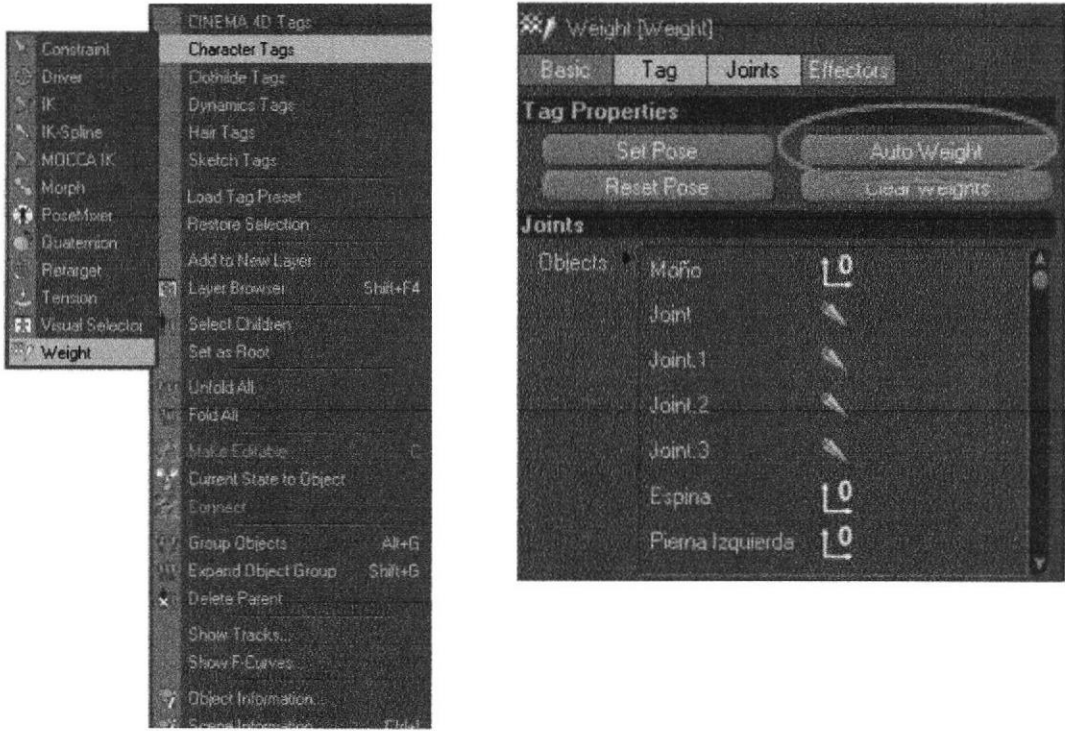 Constraint
Driver
IK
IK-Spline
MOCCA IK
Morph
PoseMixer
Quaternion
Retarget
Tension
Visual Selector
Weight
CINEMA 4D Tags
Character Tags
Clothilde Tags
Dynamics Tags
Hair Tags
Sketch Tags
Load Tag Preset
Restore Selection
Add to New Layer
Layer Browser Shift+F4
Select Children
Set as Root
Unfold All
Fold All
Make Editable C
Current State to Object
Connect
Group Objects Alt+G
Expand Object Group Shift+G
Delete Parent
Show Tracks...
Show F-Curves...
Object Information...
Scene Information... Ctrl+I
Weight [Weight]
Basic Tag Joints Effectors
Tag Properties
Set Pose Auto Weight
Reset Pose Clear Weights
Joints
Objects Moño
Joint
Joint.1
Joint.2
Joint.3
Espina
Pierna Izquierda